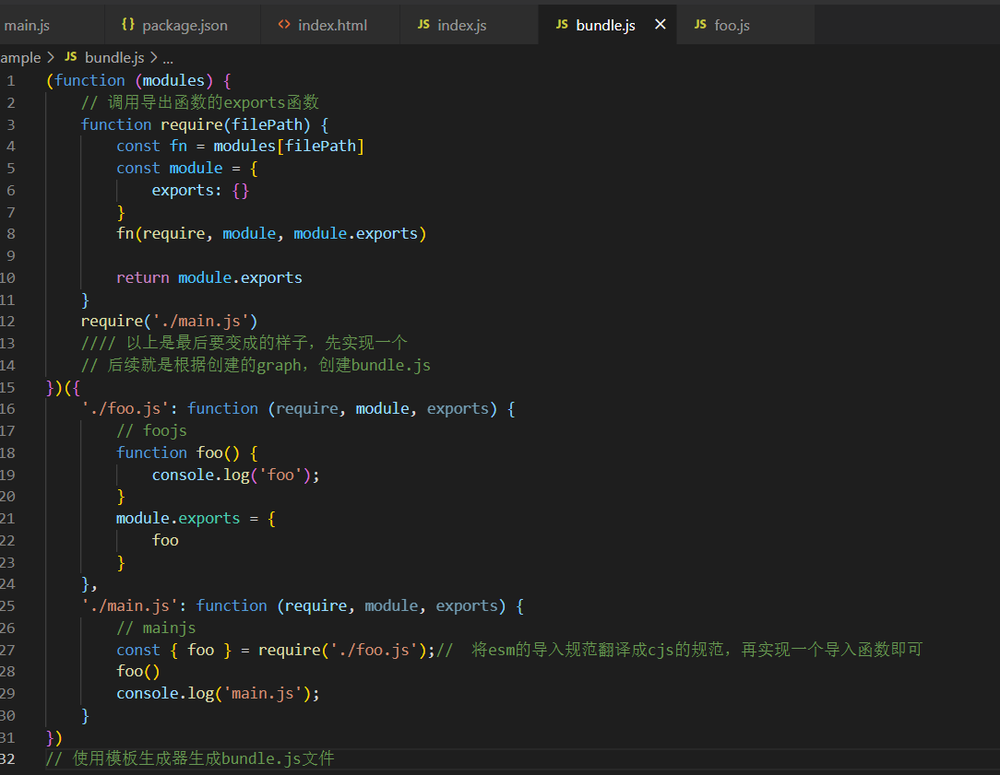 main.js {} package.json <> index.html JS index.js JS bundle.js × JS foo.js
ample > JS bundle.js > ...
1 (function (modules) {
2     // 调用导出函数的exports函数
3     function require(filePath) {
4         const fn = modules[filePath]
5         const module = {
6             exports: {}
7         }
8         fn(require, module, module.exports)
9
10         return module.exports
11     }
12     require('./main.js')
13     //// 以上是最后要变成的样子，先实现一个
14     // 后续就是根据创建的graph，创建bundle.js
15 })({
16     './foo.js': function (require, module, exports) {
17         // foojs
18         function foo() {
19             console.log('foo');
20         }
21         module.exports = {
22             foo
23         }
24     },
25     './main.js': function (require, module, exports) {
26         // mainjs
27         const { foo } = require('./foo.js');//  将esm的导入规范翻译成cjs的规范，再实现一个导入函数即可
28         foo()
29         console.log('main.js');
30     }
31 })
32 // 使用模板生成器生成bundle.js文件